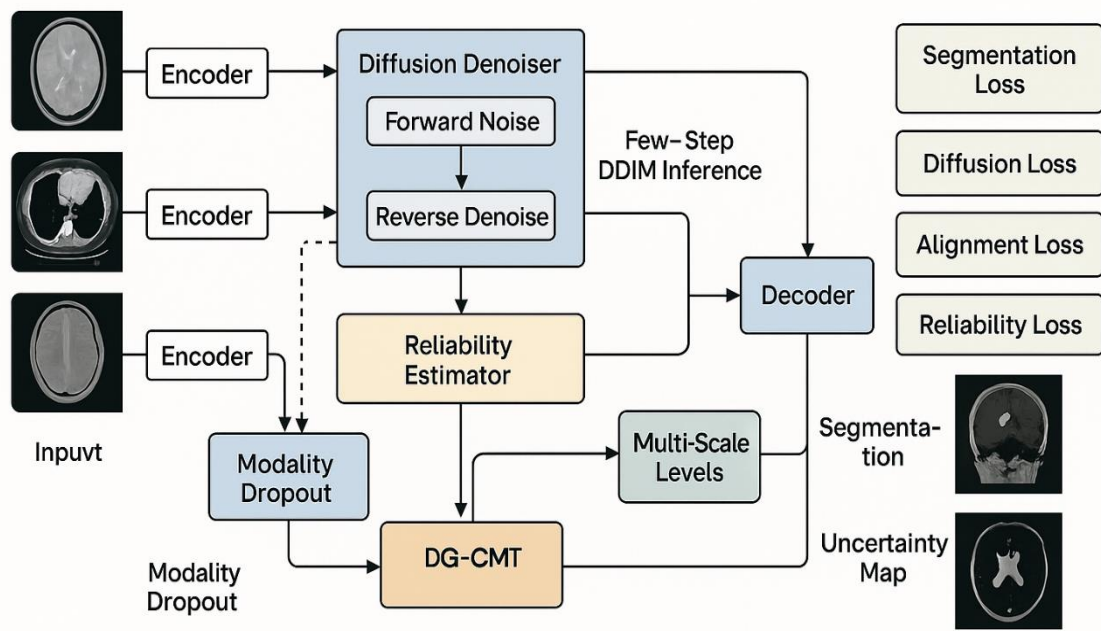 Encoder
Encoder
Encoder
Inpuvt
Diffusion Denoiser
Forward Noise
Reverse Denoise
Few–Step
DDIM Inference
Reliability
Estimator
Modality
Dropout
Modality
Dropout
DG-CMT
Multi-Scale
Levels
Decoder
Segmentation
Loss
Diffusion Loss
Alignment Loss
Reliability Loss
Segmenta-
tion
Uncertainty
Map